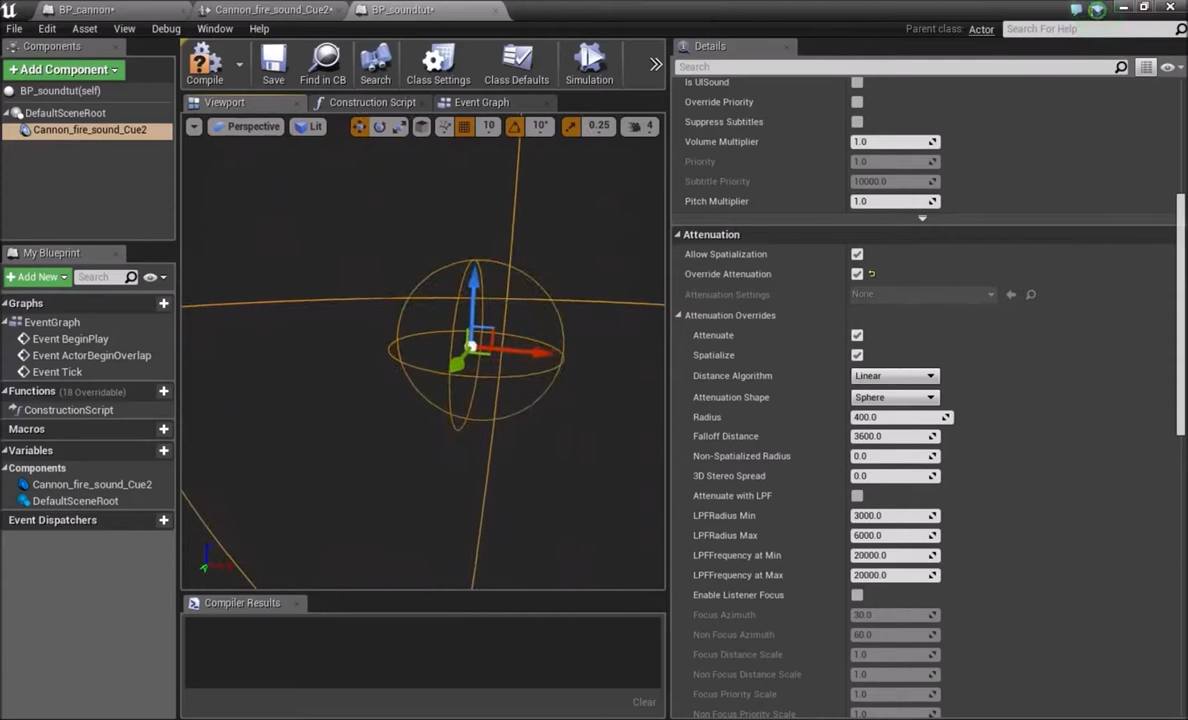 BP_cannon*
Cannon_fire_sound_Cue2*
BP_soundtut*
File
Edit
Asset
View
Debug
Window
Help
Parent class:
Actor
Search For Help
Components
+Add Component
BP_soundtut(self)
DefaultSceneRoot
Cannon_fire_sound_Cue2
Compile
Save
Find in CB
Search
Class Settings
Class Defaults
Simulation
Viewport
Construction Script
Event Graph
Perspective
Lit
10
10°
0.25
4
My Blueprint
+Add New
Search
Graphs
EventGraph
Event BeginPlay
Event ActorBeginOverlap
Event Tick
Functions (18 Overridable)
ConstructionScript
Macros
Variables
Components
Cannon_fire_sound_Cue2
DefaultSceneRoot
Event Dispatchers
Compiler Results
Clear
Details
Search
Is UISound
Override Priority
Suppress Subtitles
Volume Multiplier 1.0
Priority 1.0
Subtitle Priority 10000.0
Pitch Multiplier 1.0
Attenuation
Allow Spatialization
Override Attenuation
Attenuation Settings None
Attenuation Overrides
Attenuate
Spatialize
Distance Algorithm Linear
Attenuation Shape Sphere
Radius 400.0
Falloff Distance 3600.0
Non-Spatialized Radius 0.0
3D Stereo Spread 0.0
Attenuate with LPF
LPFRadius Min 3000.0
LPFRadius Max 6000.0
LPFFrequency at Min 20000.0
LPFFrequency at Max 20000.0
Enable Listener Focus
Focus Azimuth 30.0
Non Focus Azimuth 60.0
Focus Distance Scale 1.0
Non Focus Distance Scale 1.0
Focus Priority Scale 1.0
Non Focus Priority Scale 1.0